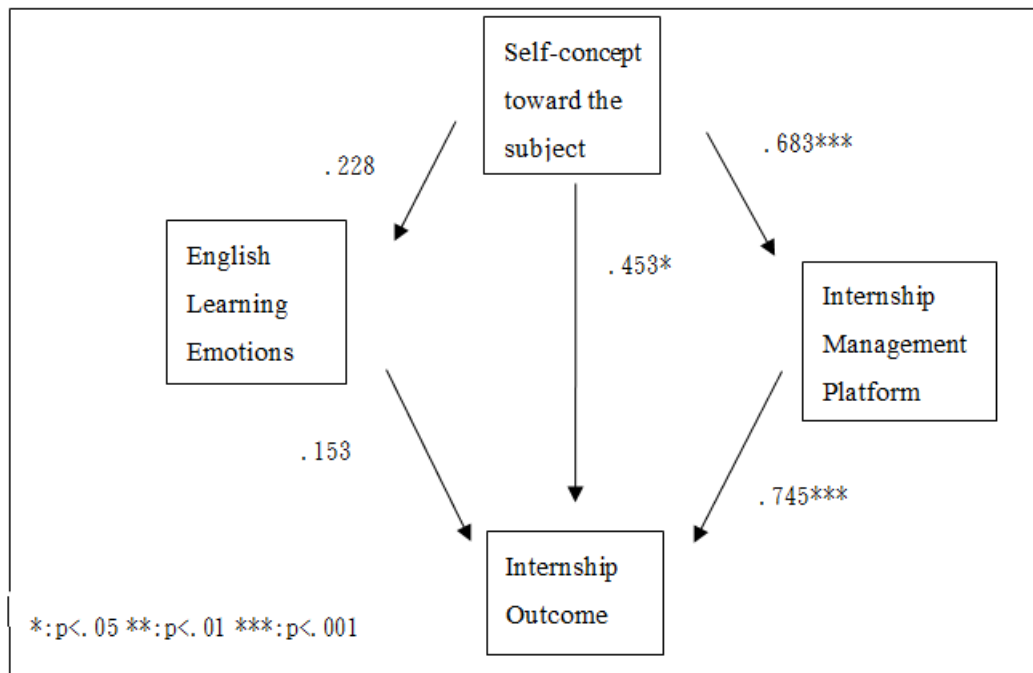 Self-concept
toward the
subject
.228
.683***
English
Learning
Emotions
.453*
Internship
Management
Platform
.153
.745***
Internship
Outcome
*:p<.05 **:p<.01 ***:p<.001